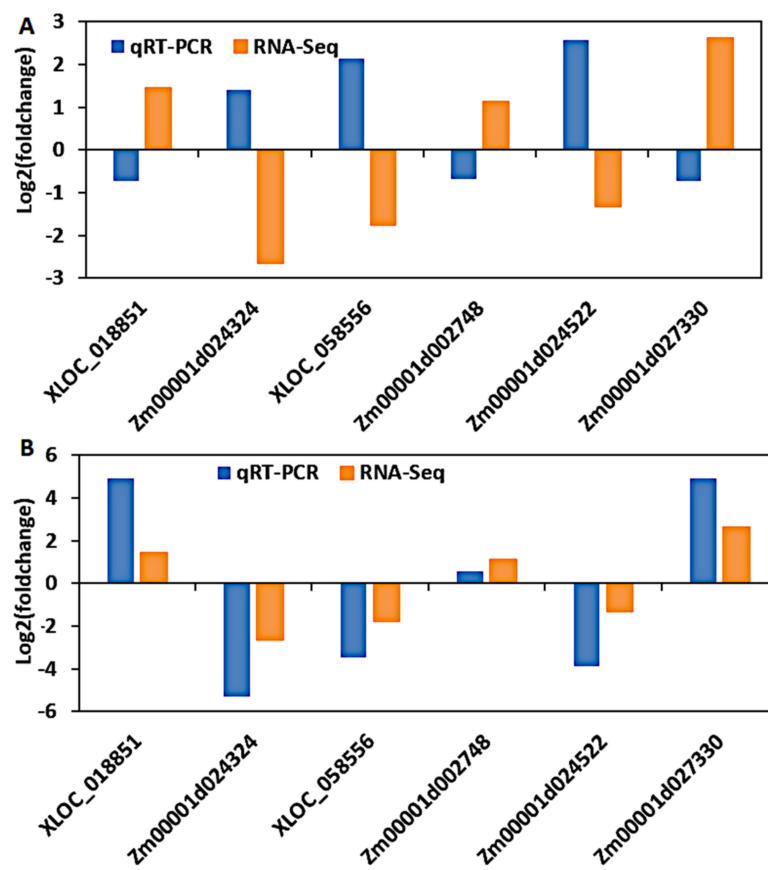 A
3
2
1
0
-1
-2
-3
Log2(foldchange)
qRT-PCR RNA-Seq
XLOC_018851
Zm00001d024324
XLOC_058556
Zm00001d002748
Zm00001d024522
Zm00001d027330
B
6
4
2
0
-2
-4
-6
Log2(foldchange)
qRT-PCR RNA-Seq
XLOC_018851
Zm00001d024324
XLOC_058556
Zm00001d002748
Zm00001d024522
Zm00001d027330